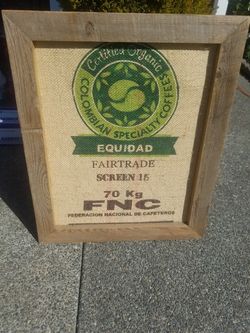 Certified Organic
COLOMBIAN SPECIALTY COFFEES
EQUIDAD
FAIRTRADE
SCREEN 15
70 Kg
FNC
FEDERACION NACIONAL DE CAFETEROS